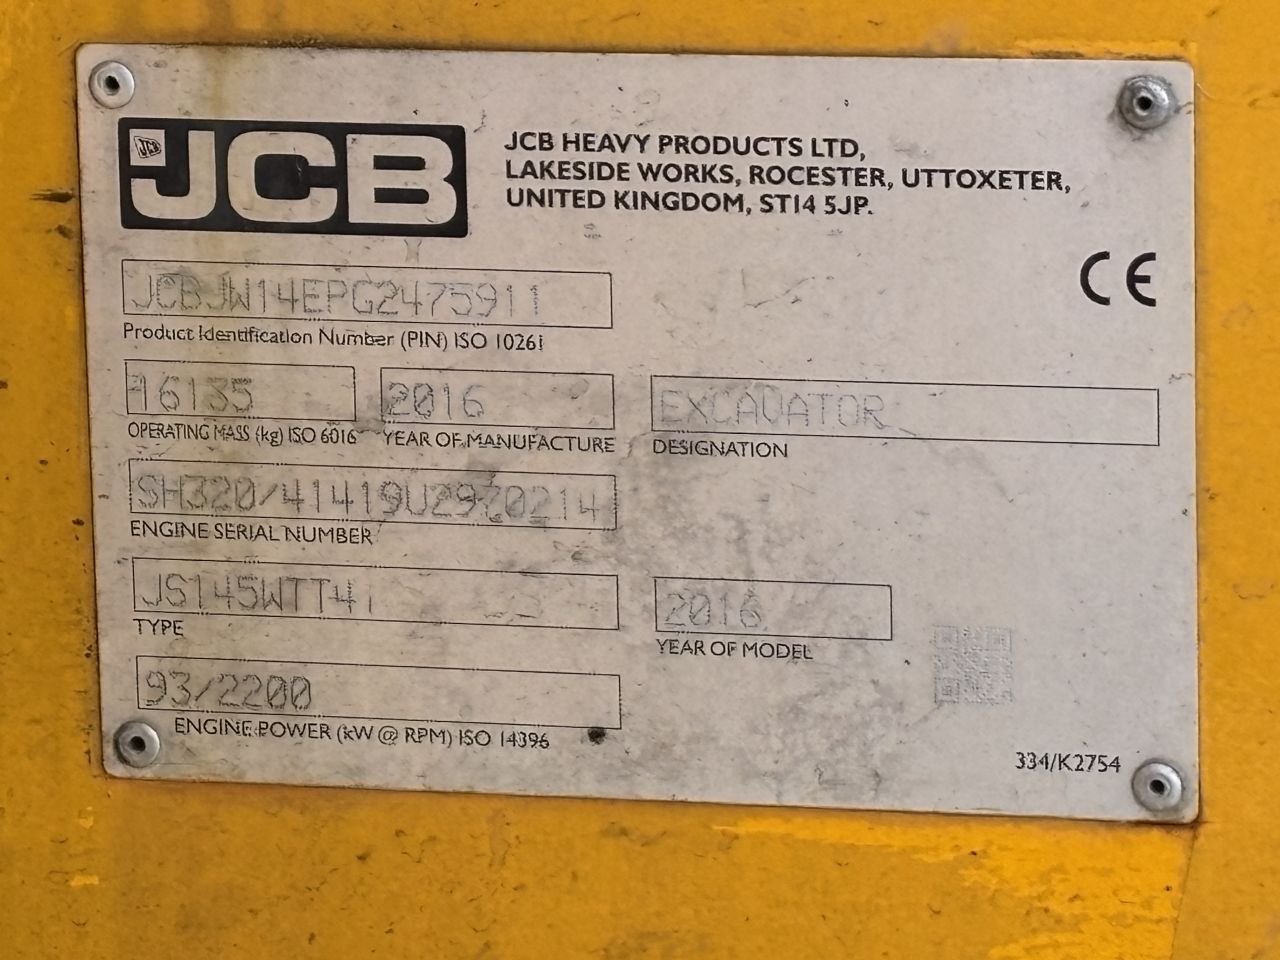 JCB
JCB HEAVY PRODUCTS LTD,
LAKESIDE WORKS, ROCESTER, UTTOXETER,
UNITED KINGDOM, ST14 5JP.
CE
JCBJW14EPG2475911
Product Identification Number (PIN) ISO 10261
16135
OPERATING MASS (kg) ISO 6016
2016
YEAR OF MANUFACTURE
EXCAVATOR
DESIGNATION
ENGINE SERIAL NUMBER
JS145WTT4i
TYPE
2016
YEAR OF MODEL
93/2200
ENGINE POWER (kW @ RPM) ISO 14396
334/K2754